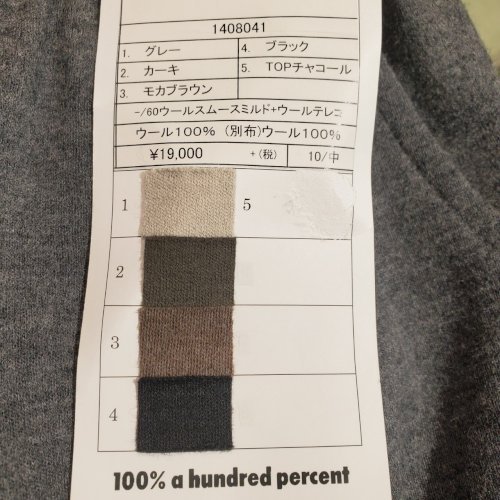 1408041
1. グレー 4. ブラック
2. カーキ 5. TOPチャコール
3. モカブラウン
-/60ウールスムースミルド+ウールテレコ
ウール100% (別布)ウール100%
¥19,000 +(税) 10/中
1 5
2
3
4
100% a hundred percent